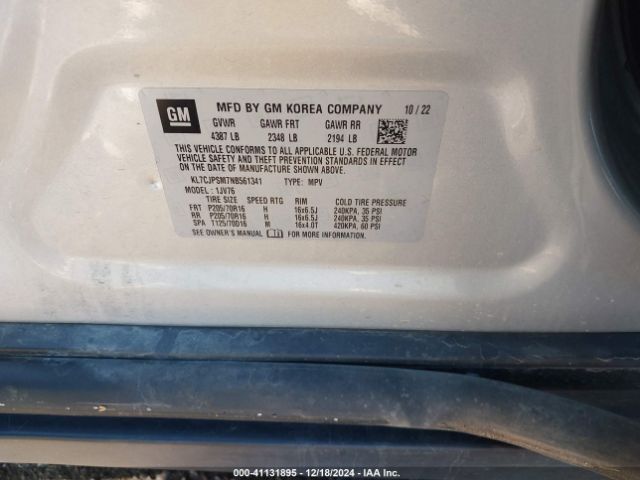 GM
MFD BY GM KOREA COMPANY 10 / 22
GVWR GAWR FRT GAWR RR
4387 LB 2348 LB 2194 LB
THIS VEHICLE CONFORMS TO ALL APPLICABLE U.S. FEDERAL MOTOR
VEHICLE SAFETY AND THEFT PREVENTION STANDARDS IN EFFECT
ON THE DATE OF MANUFACTURE SHOWN ABOVE.
KL7CJPSM7NB561341 TYPE: MPV
MODEL : 1JV76
TIRE SIZE SPEED RTG RIM COLD TIRE PRESSURE
FRT P205/70R16 H 16x6.5J 240KPA, 35 PSI
RR P205/70R16 H 16x6.5J 240KPA, 35 PSI
SPA T125/70D16 M 16x4.0T 420KPA, 60 PSI
SEE OWNER'S MANUAL FOR MORE INFORMATION.
000-41131895 - 12/18/2024 - IAA Inc.